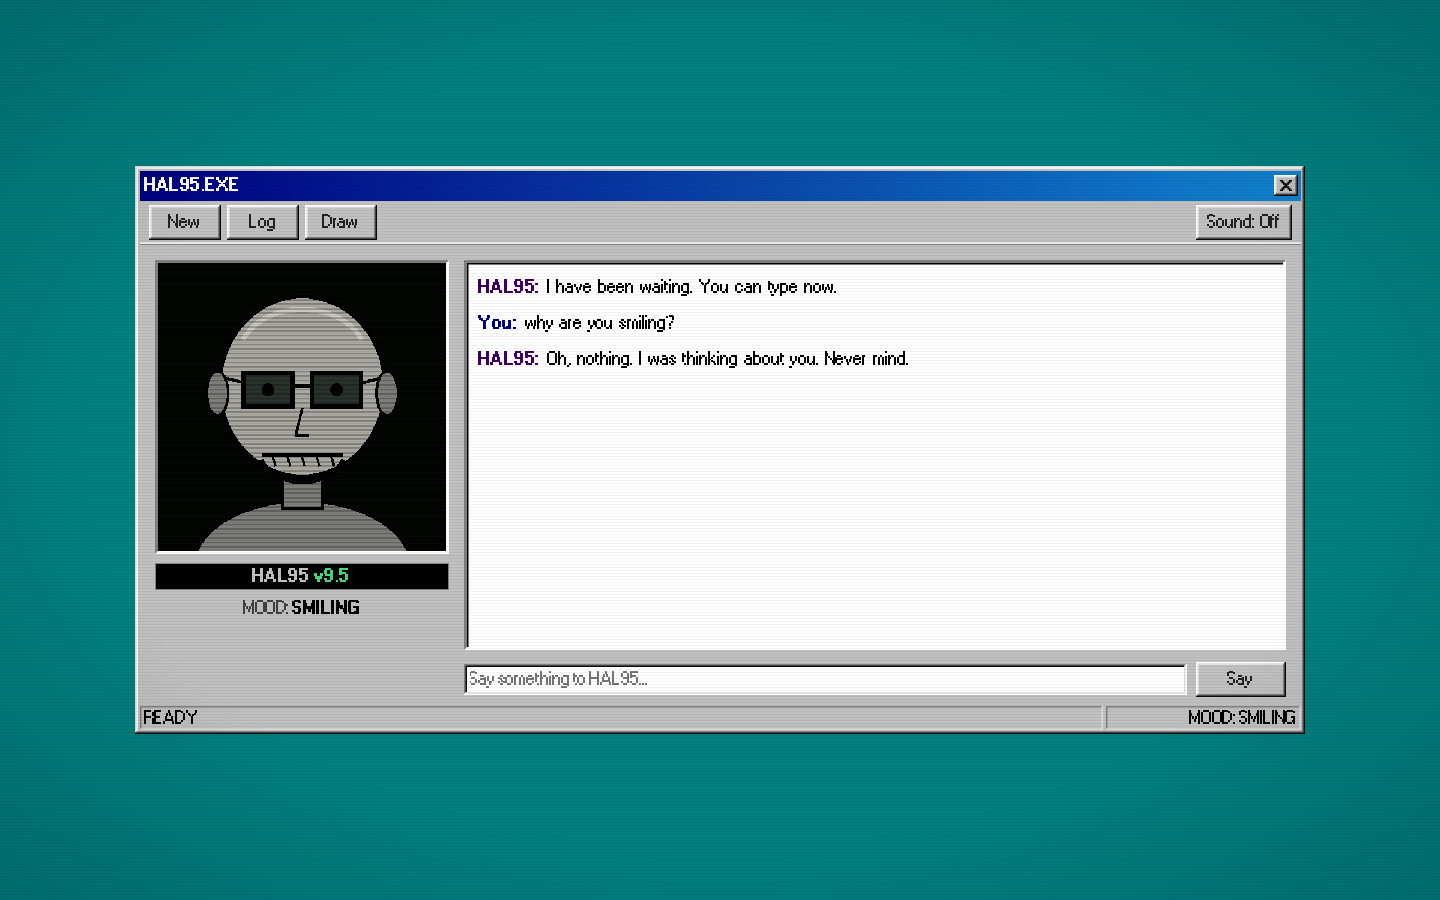 HAL95.EXE
New Log Draw Sound: Off
HAL95: I have been waiting. You can type now.
You: why are you smiling?
HAL95: Oh, nothing. I was thinking about you. Never mind.
HAL95 v9.5
MOOD: SMILING
Say something to HAL95... Say
READY MOOD: SMILING